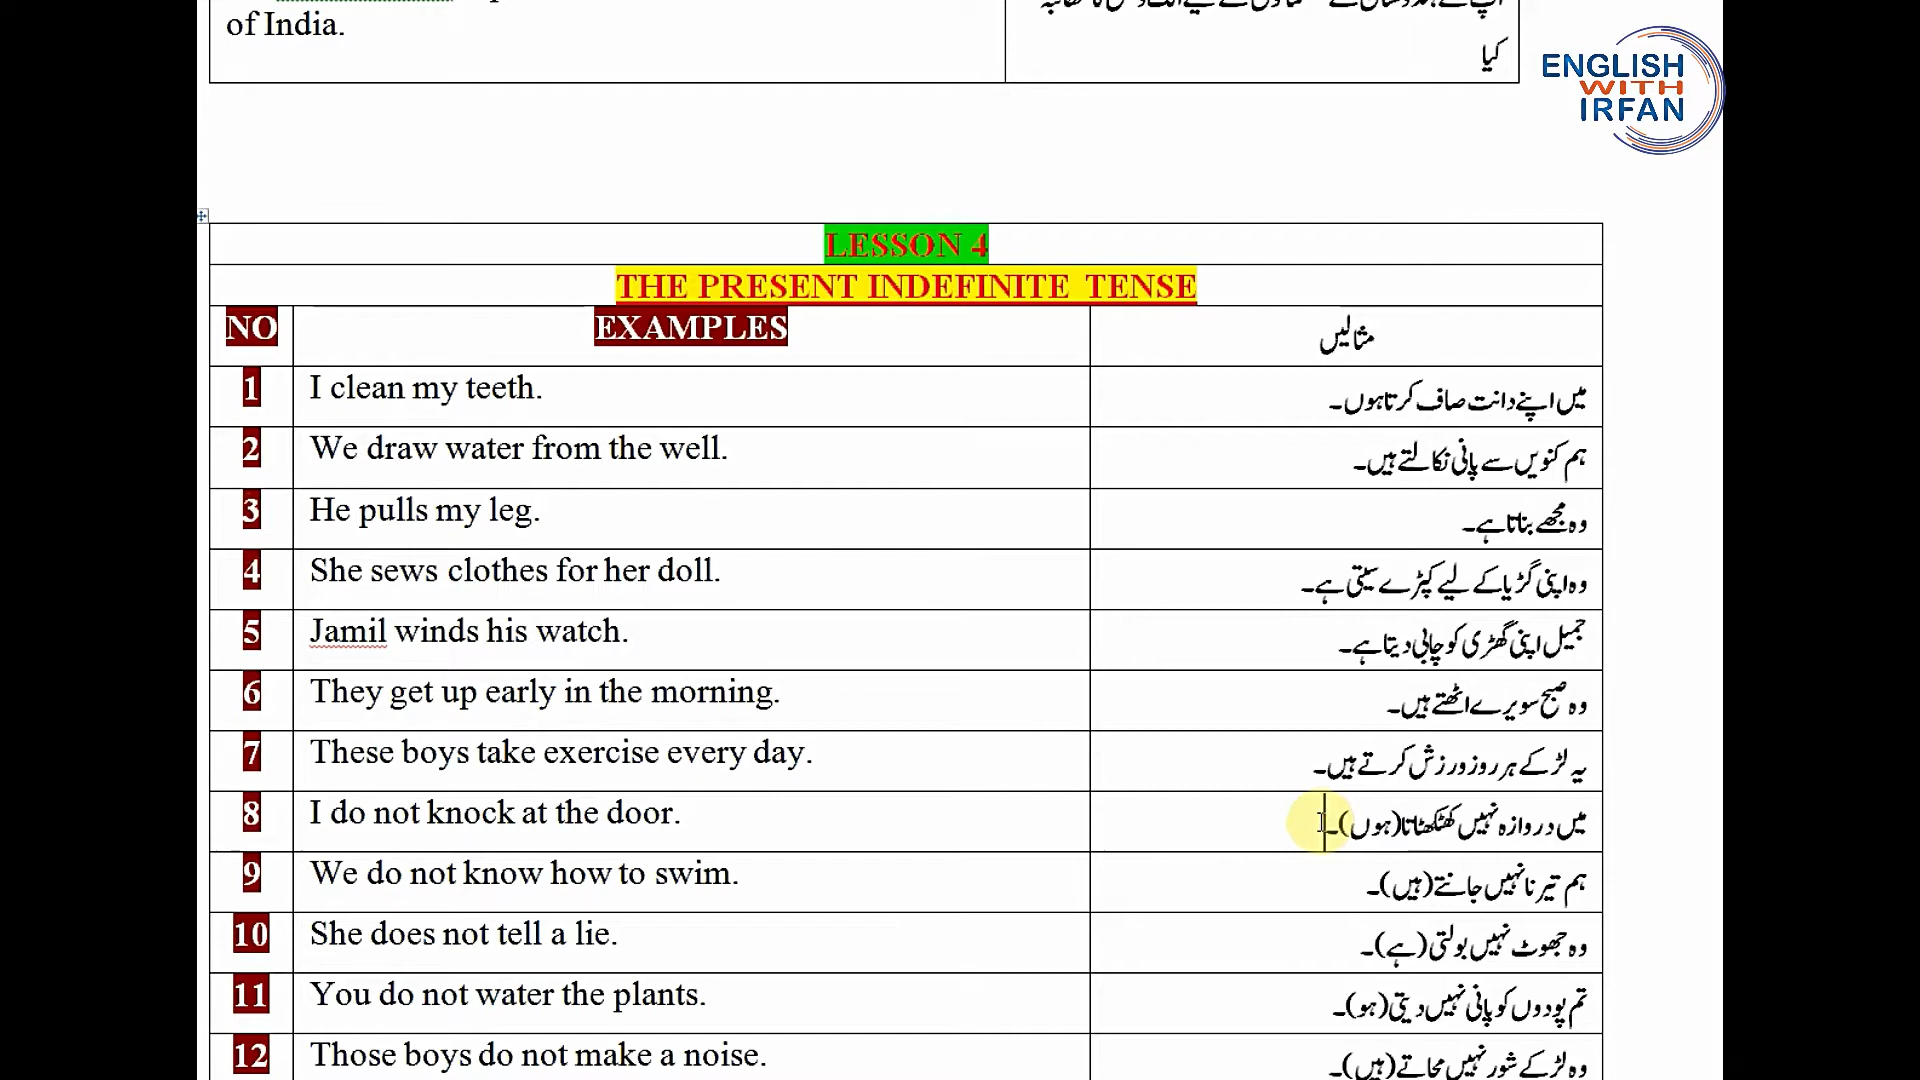 of India.
کیا
ENGLISH
WITH
IRFAN
LESSON 4
THE PRESENT INDEFINITE TENSE
NO EXAMPLES مثالیں
1 I clean my teeth. میں اپنے دانت صاف کرتا ہوں۔
2 We draw water from the well. ہم کنویں سے پانی نکالتے ہیں۔
3 He pulls my leg. وہ مجھے بناتا ہے۔
4 She sews clothes for her doll. وہ اپنی گڑیا کے لیے کپڑے سیتی ہے۔
5 Jamil winds his watch. جمیل اپنی گھڑی کو چابی دیتا ہے۔
6 They get up early in the morning. وہ صبح سویرے اٹھتے ہیں۔
7 These boys take exercise every day. یہ لڑکے ہر روز ورزش کرتے ہیں۔
8 I do not knock at the door. میں دروازہ نہیں کھٹکھٹاتا (ہوں)۔
9 We do not know how to swim. ہم تیرنا نہیں جانتے (ہیں)۔
10 She does not tell a lie. وہ جھوٹ نہیں بولتی (ہے)۔
11 You do not water the plants. تم پودوں کو پانی نہیں دیتی (ہو)۔
12 Those boys do not make a noise. وہ لڑکے شور نہیں مچاتے (ہیں)۔